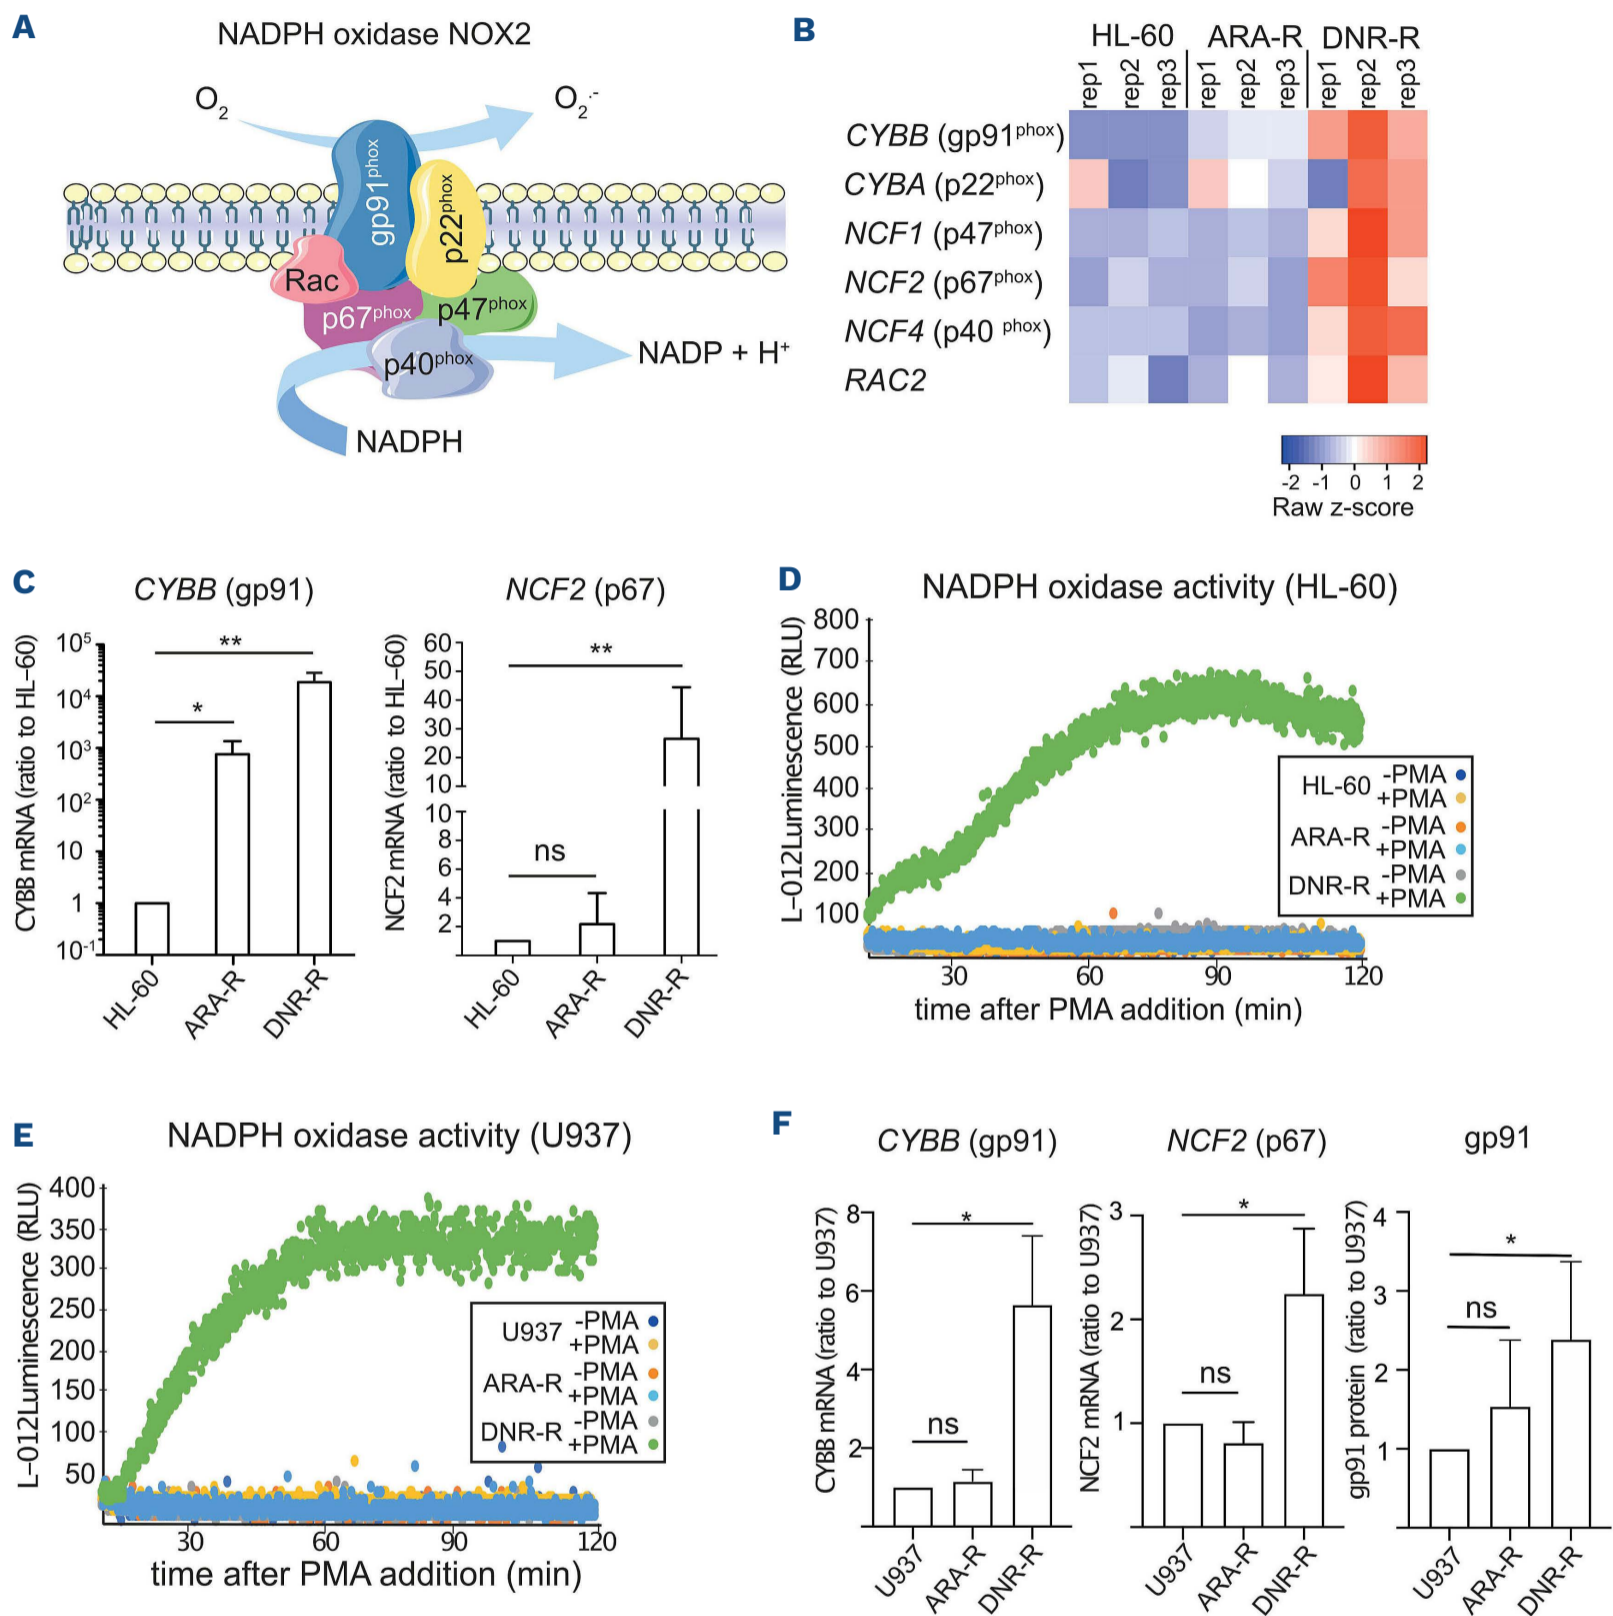 A
NADPH oxidase NOX2
O2
O2.-
gp91phox
p22phox
Rac
p67phox
p47phox
p40phox
NADP + H+
NADPH
B
HL-60 ARA-R DNR-R
rep1 rep2 rep3 rep1 rep2 rep3 rep1 rep2 rep3
CYBB (gp91phox)
CYBA (p22phox)
NCF1 (p47phox)
NCF2 (p67phox)
NCF4 (p40 phox)
RAC2
-2 -1 0 1 2
Raw z-score
C
CYBB (gp91)
CYBB mRNA (ratio to HL-60)
10^5
10^4
10^3
10^2
10
1
10^-1
**
*
HL-60 ARA-R DNR-R
NCF2 (p67)
NCF2 mRNA (ratio to HL-60)
60
50
40
30
20
10
10
8
6
4
2
**
ns
HL-60 ARA-R DNR-R
D
NADPH oxidase activity (HL-60)
L-012Luminescence (RLU)
800
700
600
500
400
300
200
100
30 60 90 120
time after PMA addition (min)
HL-60 -PMA
+PMA
ARA-R -PMA
+PMA
DNR-R -PMA
+PMA
E
NADPH oxidase activity (U937)
L-012Luminescence (RLU)
400
350
300
250
200
150
100
50
30 60 90 120
time after PMA addition (min)
U937 -PMA
+PMA
ARA-R -PMA
+PMA
DNR-R -PMA
+PMA
F
CYBB (gp91)
CYBB mRNA (ratio to U937)
8
6
4
2
*
ns
U937 ARA-R DNR-R
NCF2 (p67)
NCF2 mRNA (ratio to U937)
3
2
1
*
ns
U937 ARA-R DNR-R
gp91
gp91 protein (ratio to U937)
4
3
2
1
*
ns
U937 ARA-R DNR-R